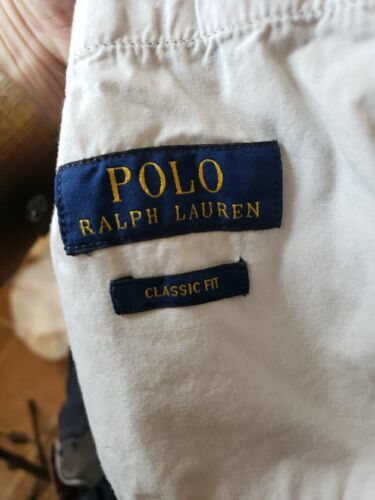 POLO
RALPH LAUREN
CLASSIC FIT